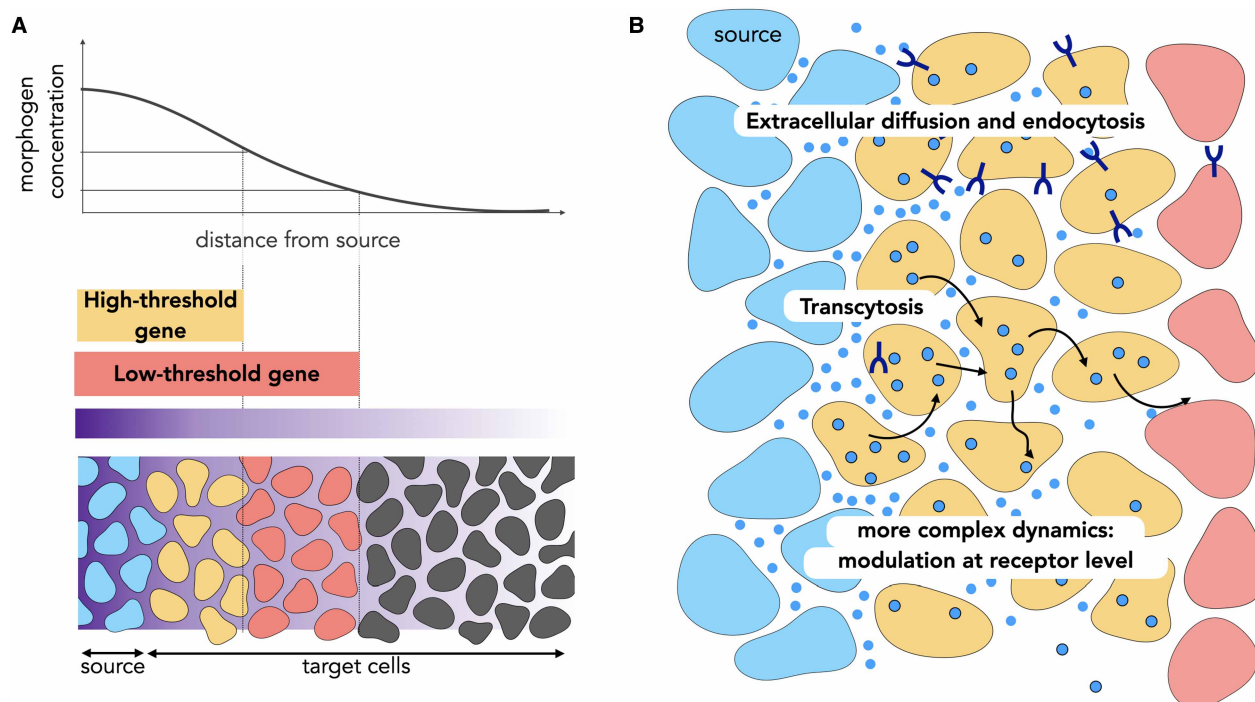 A
morphogen
concentration
distance from source
High-threshold
gene
Low-threshold gene
source
target cells
B
source
Extracellular diffusion and endocytosis
Transcytosis
more complex dynamics:
modulation at receptor level